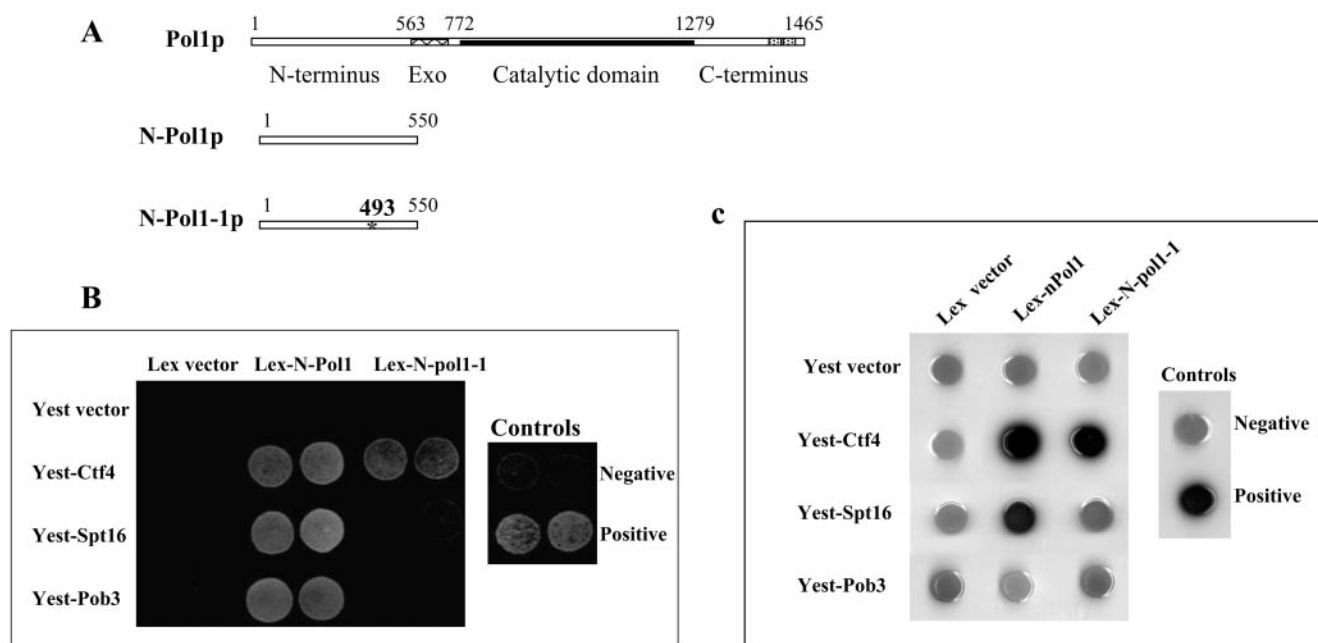 A
1 563 772 1279 1465
Pol1p
N-terminus Exo Catalytic domain C-terminus
1 550
N-Pol1p
1 493 550
N-Pol1-1p
*
B
Lex vector Lex-N-Pol1 Lex-N-pol1-1
Yest vector
Yest-Ctf4
Yest-Spt16
Yest-Pob3
Controls
Negative
Positive
c
Lex vector
Lex-nPol1
Lex-N-pol1-1
Yest vector
Yest-Ctf4
Yest-Spt16
Yest-Pob3
Controls
Negative
Positive